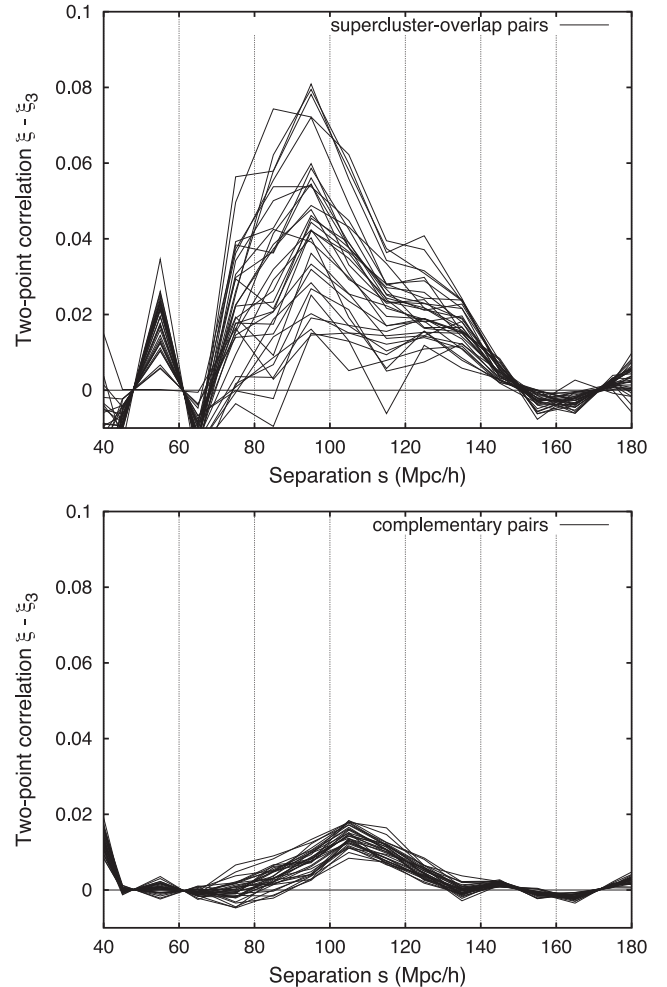 supercluster-overlap pairs
Two-point correlation ξ - ξ3
0.1
0.08
0.06
0.04
0.02
0
40 60 80 100 120 140 160 180
Separation s (Mpc/h)
complementary pairs
Two-point correlation ξ - ξ3
0.1
0.08
0.06
0.04
0.02
0
40 60 80 100 120 140 160 180
Separation s (Mpc/h)